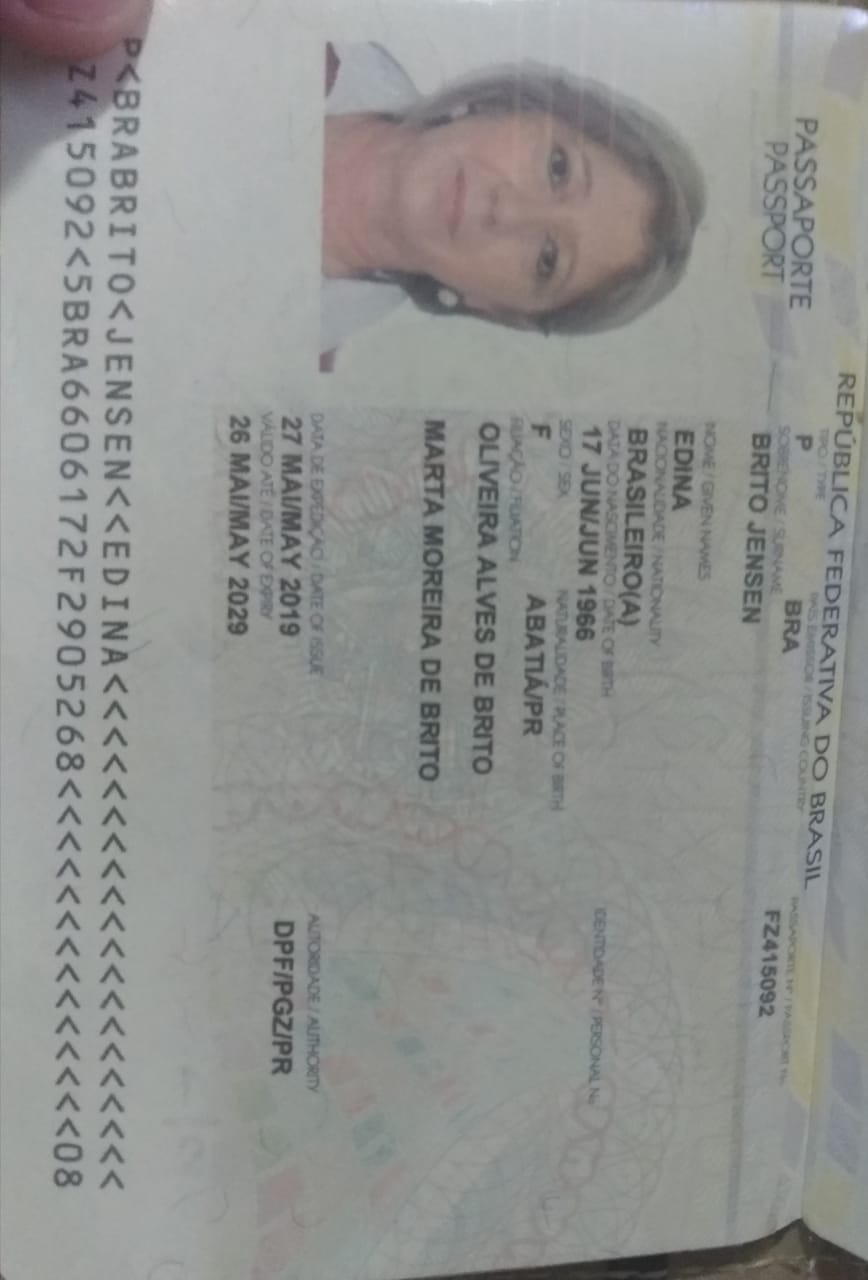 REPÚBLICA FEDERATIVA DO BRASIL
PASSAPORTE
PASSPORT
TIPO / TYPE
P
PAÍS EMISSOR / ISSUING COUNTRY
BRA
PASSAPORTE Nº / PASSPORT No.
FZ415092
SOBRENOME / SURNAME
BRITO JENSEN
NOME / GIVEN NAMES
EDINA
NACIONALIDADE / NATIONALITY
BRASILEIRO(A)
DATA DO NASCIMENTO / DATE OF BIRTH
17 JUN/JUN 1966
IDENTIDADE Nº / PERSONAL No.
SEXO / SEX
F
NATURALIDADE / PLACE OF BIRTH
ABATIÁ/PR
FILIAÇÃO / FILIATION
OLIVEIRA ALVES DE BRITO
MARTA MOREIRA DE BRITO
DATA DE EXPEDIÇÃO / DATE OF ISSUE
27 MAI/MAY 2019
AUTORIDADE / AUTHORITY
DPF/PGZ/PR
VÁLIDO ATÉ / DATE OF EXPIRY
26 MAI/MAY 2029
P<BRABRITO<JENSEN<<EDINA<<<<<<<<<<<<<<<<<<<<
Z415092<5BRA6606172F2905268<<<<<<<<<<<<<<08